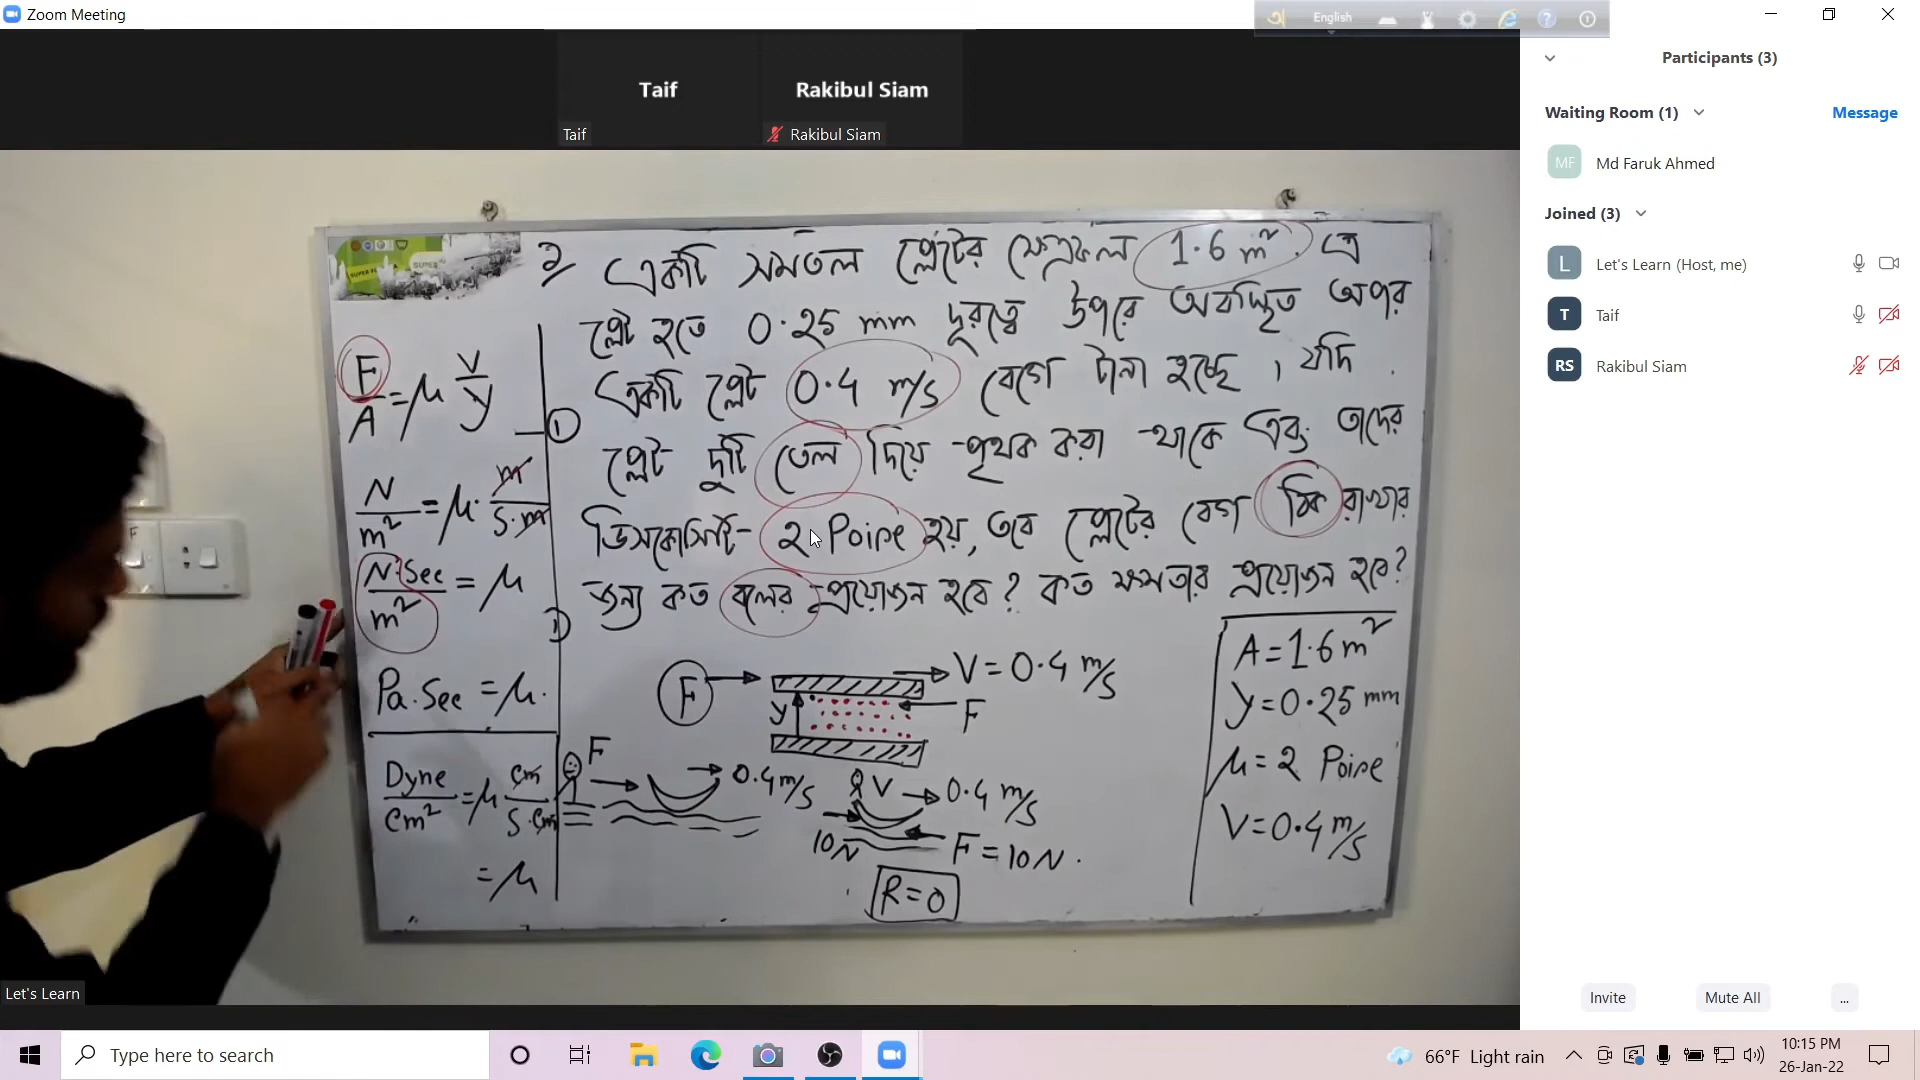 Zoom Meeting
English
Taif
Rakibul Siam
Taif
Rakibul Siam
Participants (3)
Waiting Room (1)
Message
MF
Md Faruk Ahmed
Joined (3)
L
Let's Learn (Host, me)
T
Taif
RS
Rakibul Siam
২/ একটি সমতল প্লেটের ক্ষেত্রফল 1.6 m². এ
প্লেট হতে 0.25 mm দূরত্বে উপরে অবস্থিত অপর
একটি প্লেট 0.4 m/s বেগে টানা হচ্ছে। যদি
প্লেট দুটি তেল দিয়ে পৃথক করা থাকে এবং তাদের
ভিসকোসিটি 2 Poise হয়, তবে প্লেটের বেগ ঠিক রাখার
জন্য কত বলের প্রয়োজন হবে? কত ক্ষমতার প্রয়োজন হবে?
F/A = μ V/y —①
N/m² = μ. m/s.m
N.Sec/m² = μ
Pa.Sec = μ.
Dyne/cm² = μ cm/s.cm
= μ
F
V = 0.4 m/s
y
F
F
0.4 m/s
V
0.4 m/s
10N
F = 10N.
R = 0
A = 1.6 m²
y = 0.25 mm
μ = 2 Poise
V = 0.4 m/s
Let's Learn
Invite
Mute All
...
Type here to search
66°F Light rain
10:15 PM
26-Jan-22